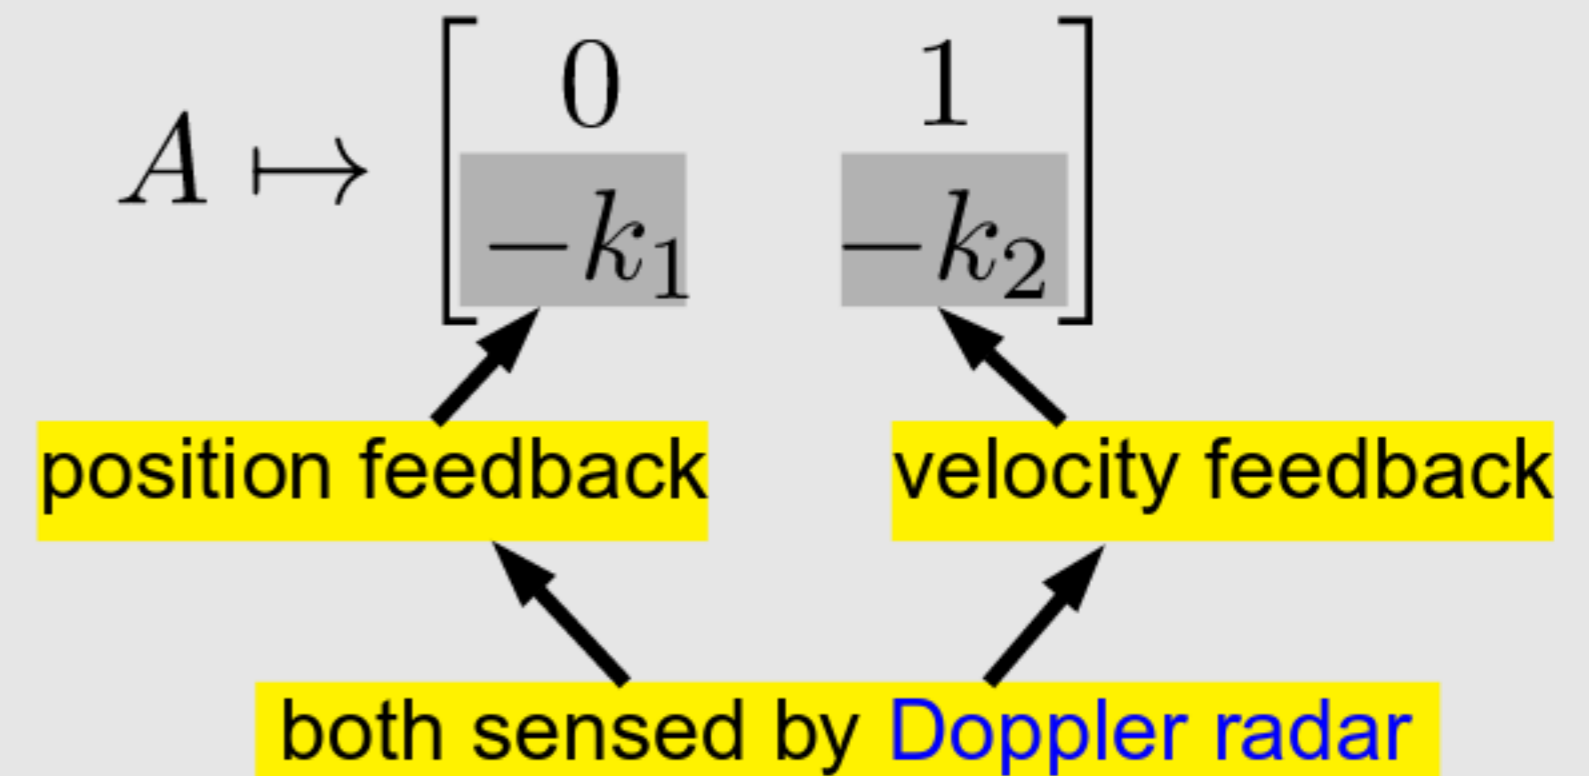 0 1
A ↦
−k₁ −k₂
position feedback velocity feedback
both sensed by Doppler radar